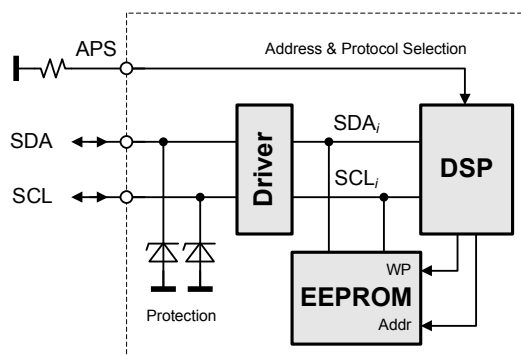 APS
Address & Protocol Selection
SDA
SDAi
Driver
DSP
SCL
SCLi
WP
EEPROM
Addr
Protection